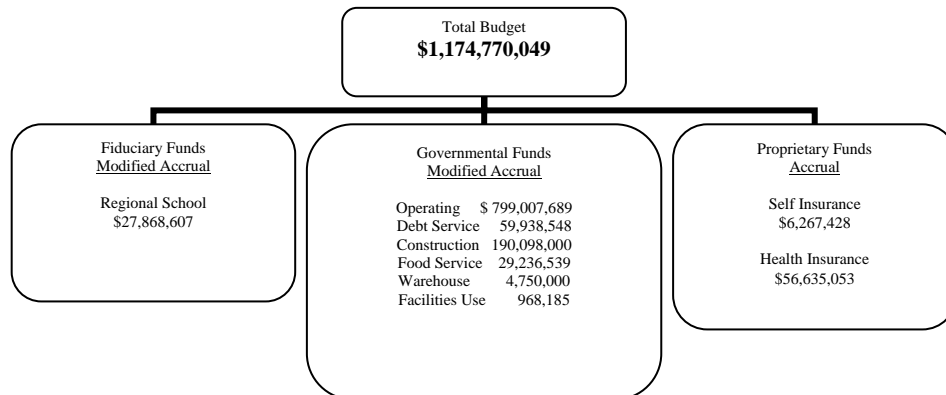 Total Budget
$1,174,770,049
Fiduciary Funds
Modified Accrual
Regional School
$27,868,607
Governmental Funds
Modified Accrual
Operating $ 799,007,689
Debt Service 59,938,548
Construction 190,098,000
Food Service 29,236,539
Warehouse 4,750,000
Facilities Use 968,185
Proprietary Funds
Accrual
Self Insurance
$6,267,428
Health Insurance
$56,635,053